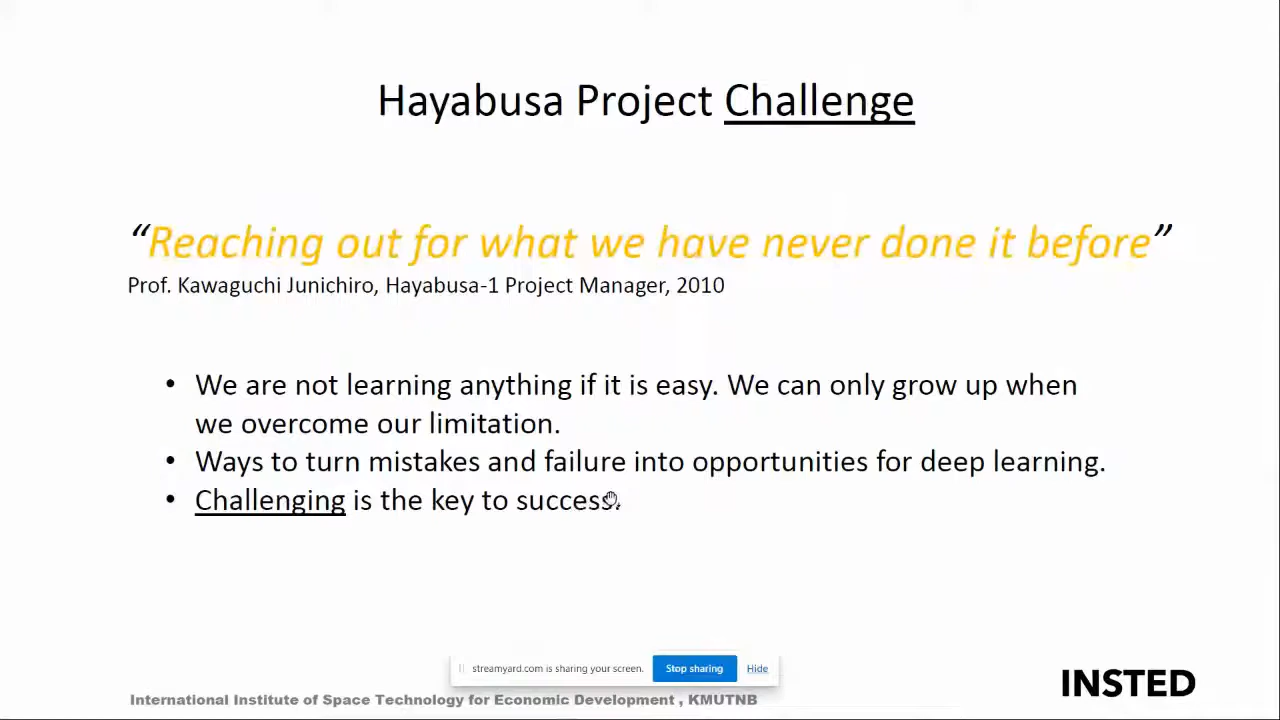 Hayabusa Project Challenge
“Reaching out for what we have never done it before”
Prof. Kawaguchi Junichiro, Hayabusa-1 Project Manager, 2010
• We are not learning anything if it is easy. We can only grow up when
we overcome our limitation.
• Ways to turn mistakes and failure into opportunities for deep learning.
• Challenging is the key to success.
streamyard.com is sharing your screen. Stop sharing Hide
International Institute of Space Technology for Economic Development , KMUTNB
INSTED